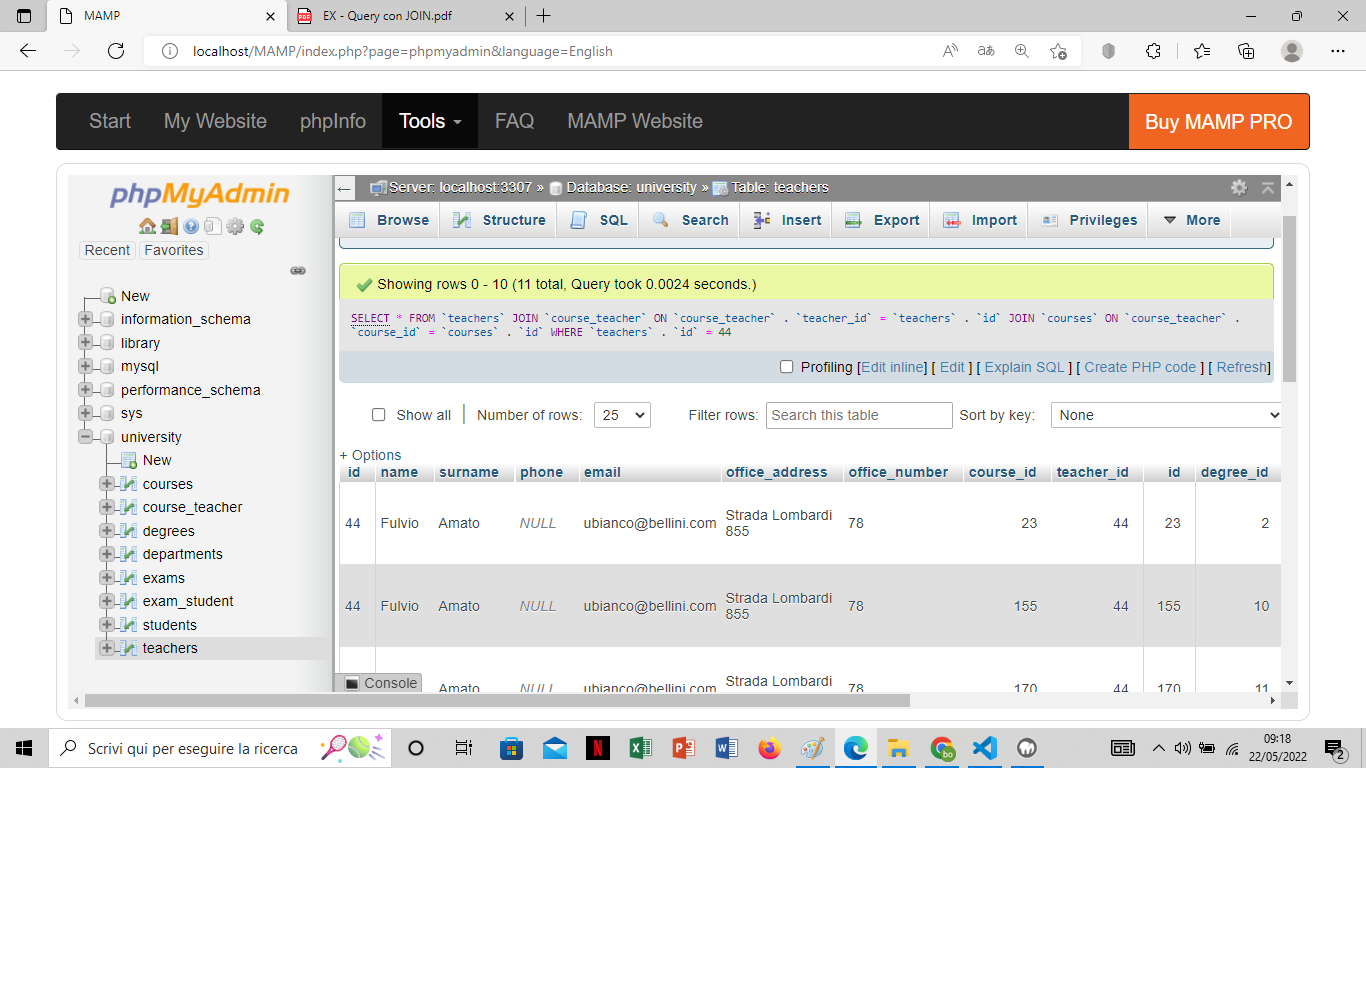 MAMP
EX - Query con JOIN.pdf
localhost/MAMP/index.php?page=phpmyadmin&language=English
Start My Website phpInfo Tools FAQ MAMP Website Buy MAMP PRO
phpMyAdmin
Recent Favorites
New
information_schema
library
mysql
performance_schema
sys
university
New
courses
course_teacher
degrees
departments
exams
exam_student
students
teachers
Server: localhost:3307 » Database: university » Table: teachers
Browse Structure SQL Search Insert Export Import Privileges More
Showing rows 0 - 10 (11 total, Query took 0.0024 seconds.)
SELECT * FROM `teachers` JOIN `course_teacher` ON `course_teacher` . `teacher_id` = `teachers` . `id` JOIN `courses` ON `course_teacher` .
`course_id` = `courses` . `id` WHERE `teachers` . `id` = 44
Profiling [Edit inline] [ Edit ] [ Explain SQL ] [ Create PHP code ] [ Refresh]
Show all Number of rows: 25 Filter rows: Search this table Sort by key: None
+ Options
id name surname phone email office_address office_number course_id teacher_id id degree_id
44 Fulvio Amato NULL ubianco@bellini.com Strada Lombardi 855 78 23 44 23 2
44 Fulvio Amato NULL ubianco@bellini.com Strada Lombardi 855 78 155 44 155 10
Amato NULL ubianco@bellini.com Strada Lombardi 78 170 44 170 11
Console
Scrivi qui per eseguire la ricerca
09:18
22/05/2022
2